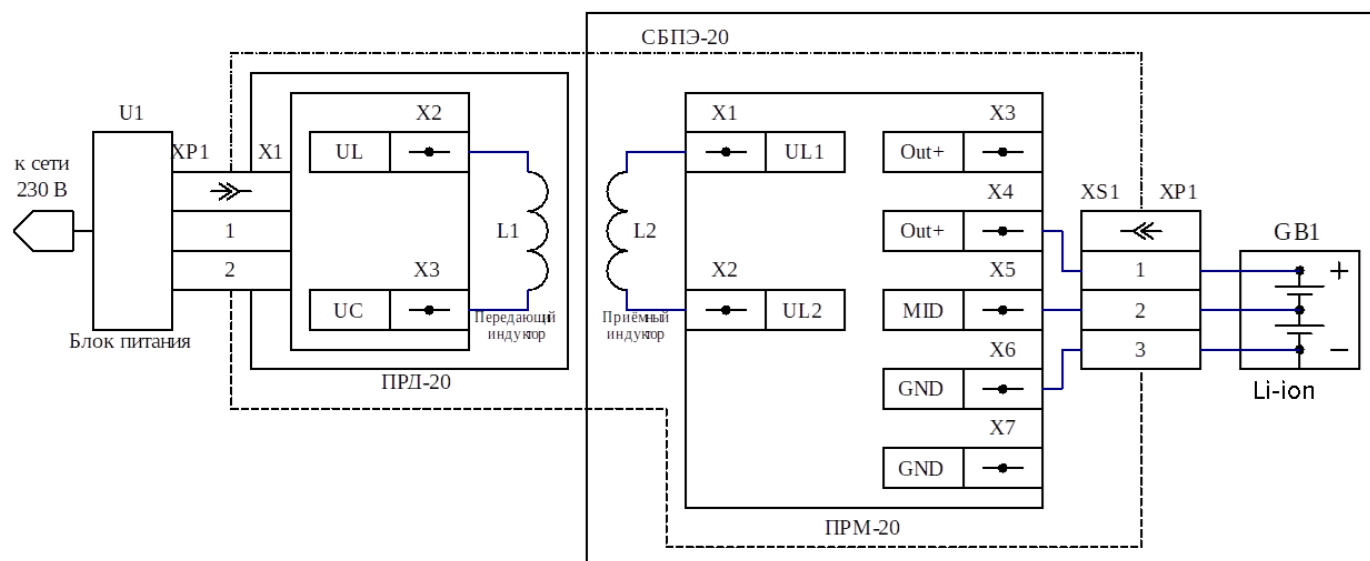 СБПЭ-20
U1
к сети
230 В
XP1
X1
1
2
Блок питания
X2
UL
X3
UC
L1
Передающий
индуктор
ПРД-20
L2
Приёмный
индуктор
X1
UL1
X2
UL2
X3
Out+
X4
Out+
X5
MID
X6
GND
X7
GND
ПРМ-20
XS1
XP1
1
2
3
GB1
+
−
Li-ion